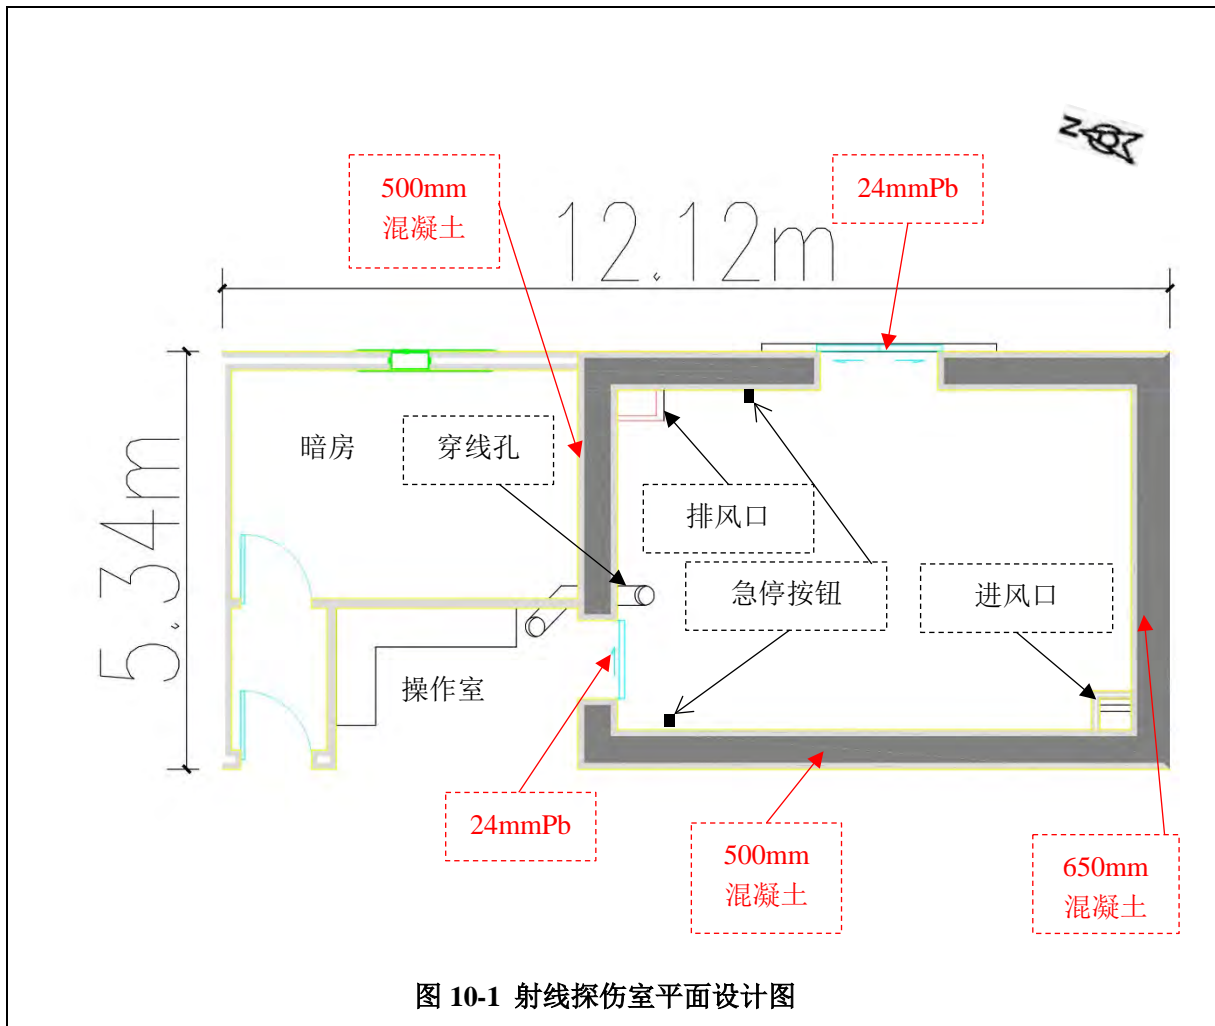 N
500mm
混凝土
24mmPb
12.12m
5.34m
暗房
穿线孔
排风口
急停按钮
进风口
操作室
24mmPb
500mm
混凝土
650mm
混凝土
图 10-1 射线探伤室平面设计图